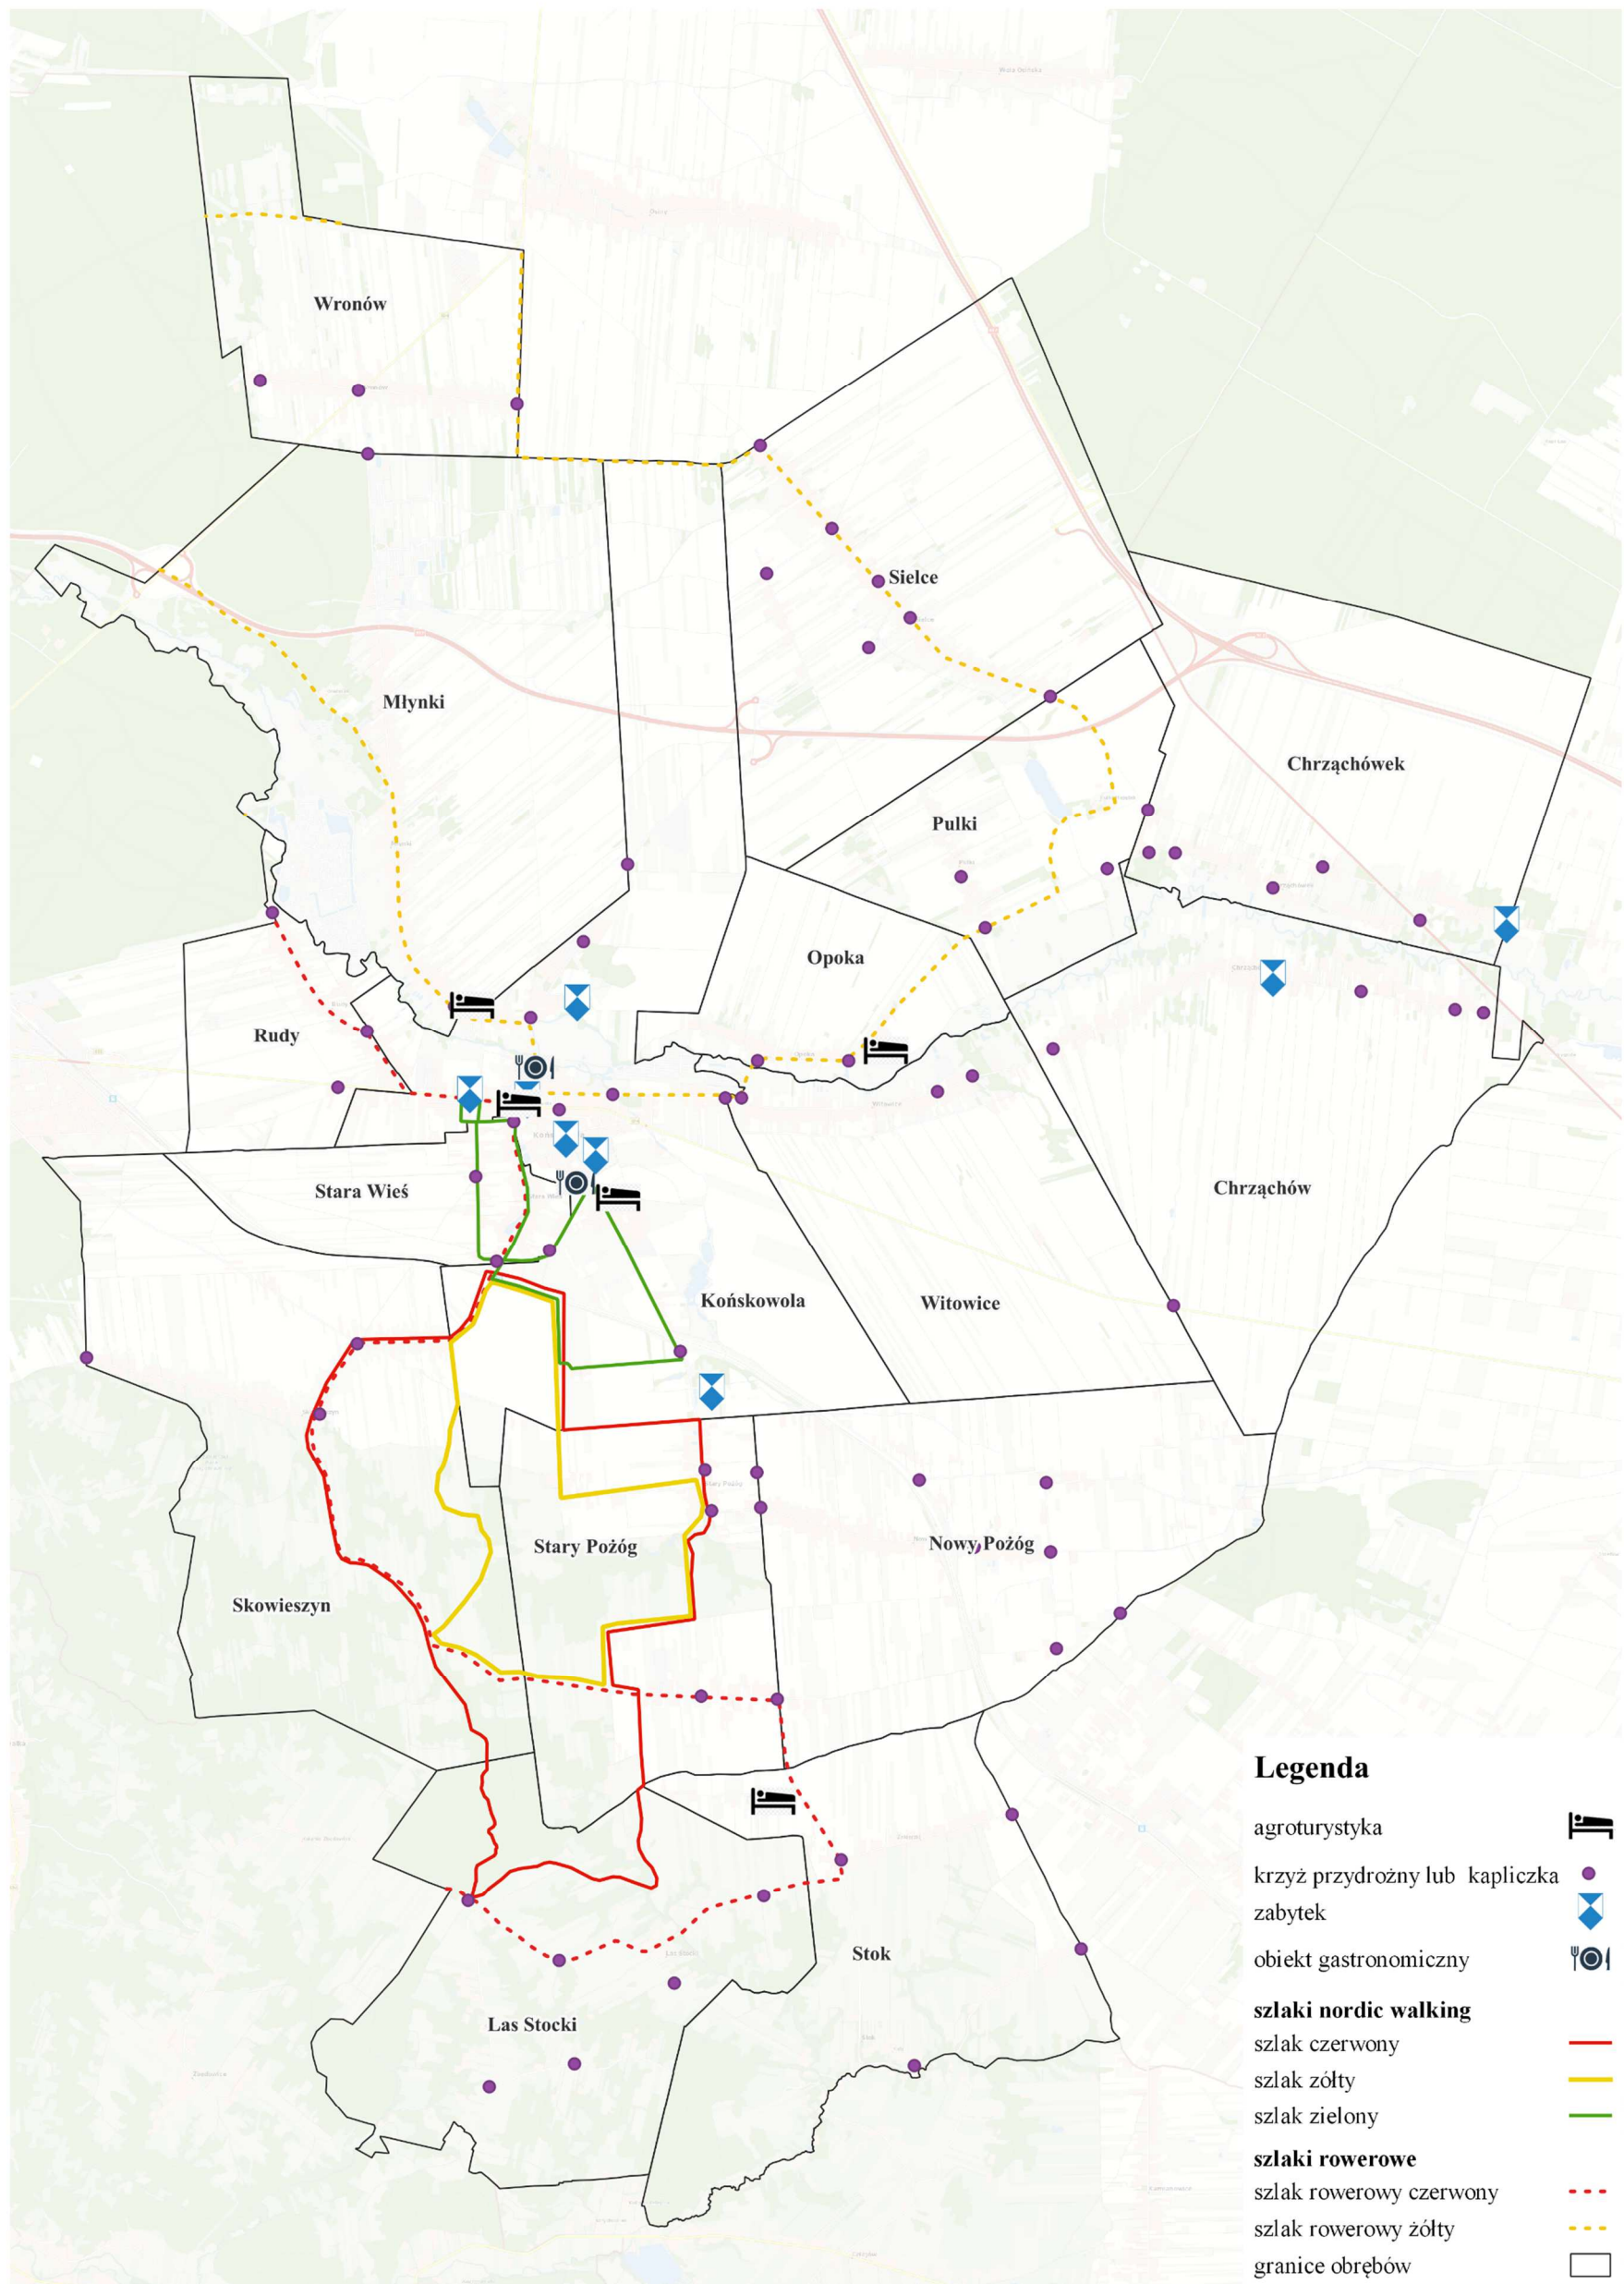 Wronów
Sielce
Młynki
Chrząchówek
Pulki
Opoka
Rudy
Stara Wieś
Chrząchów
Końskowola
Witowice
Stary Pożóg
Nowy Pożóg
Skowieszyn
Stok
Las Stocki
Legenda
agroturystyka
krzyż przydrożny lub kapliczka
zabytek
obiekt gastronomiczny
szlaki nordic walking
szlak czerwony
szlak zółty
szlak zielony
szlaki rowerowe
szlak rowerowy czerwony
szlak rowerowy żółty
granice obrębów